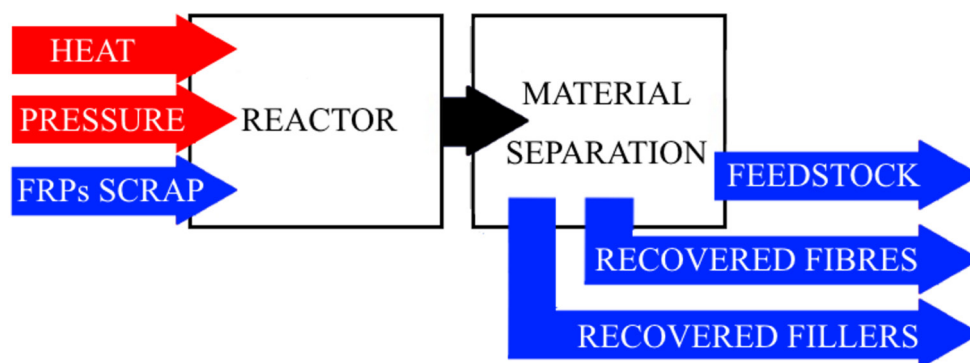 HEAT
PRESSURE
FRPs SCRAP
REACTOR
MATERIAL
SEPARATION
FEEDSTOCK
RECOVERED FIBRES
RECOVERED FILLERS